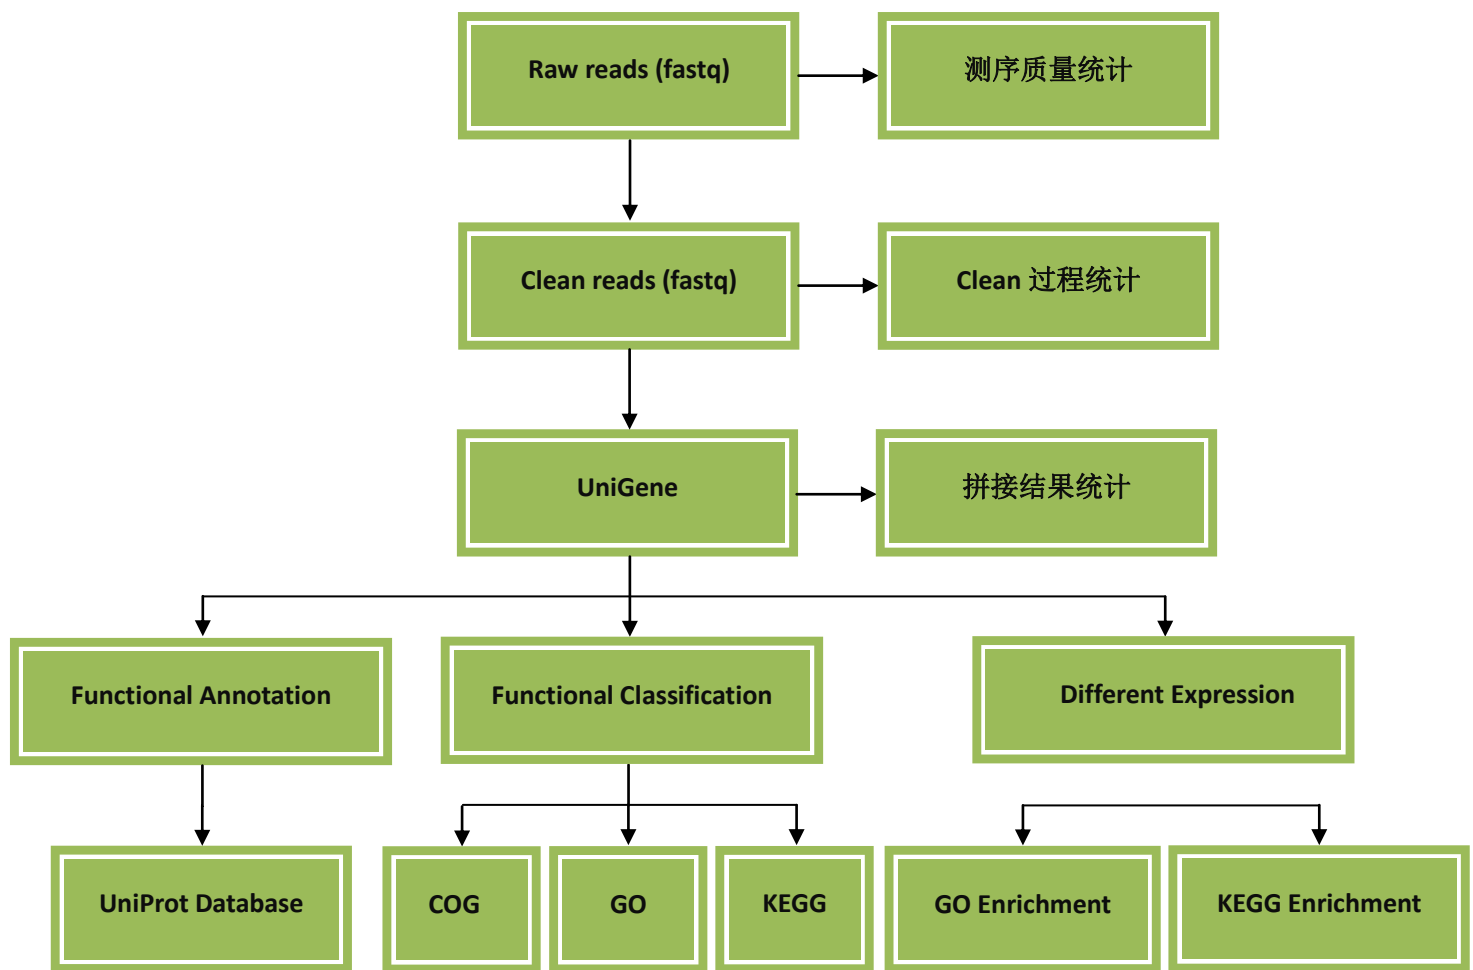 Raw reads (fastq)
测序质量统计
Clean reads (fastq)
Clean 过程统计
UniGene
拼接结果统计
Functional Annotation
Functional Classification
Different Expression
UniProt Database
COG
GO
KEGG
GO Enrichment
KEGG Enrichment